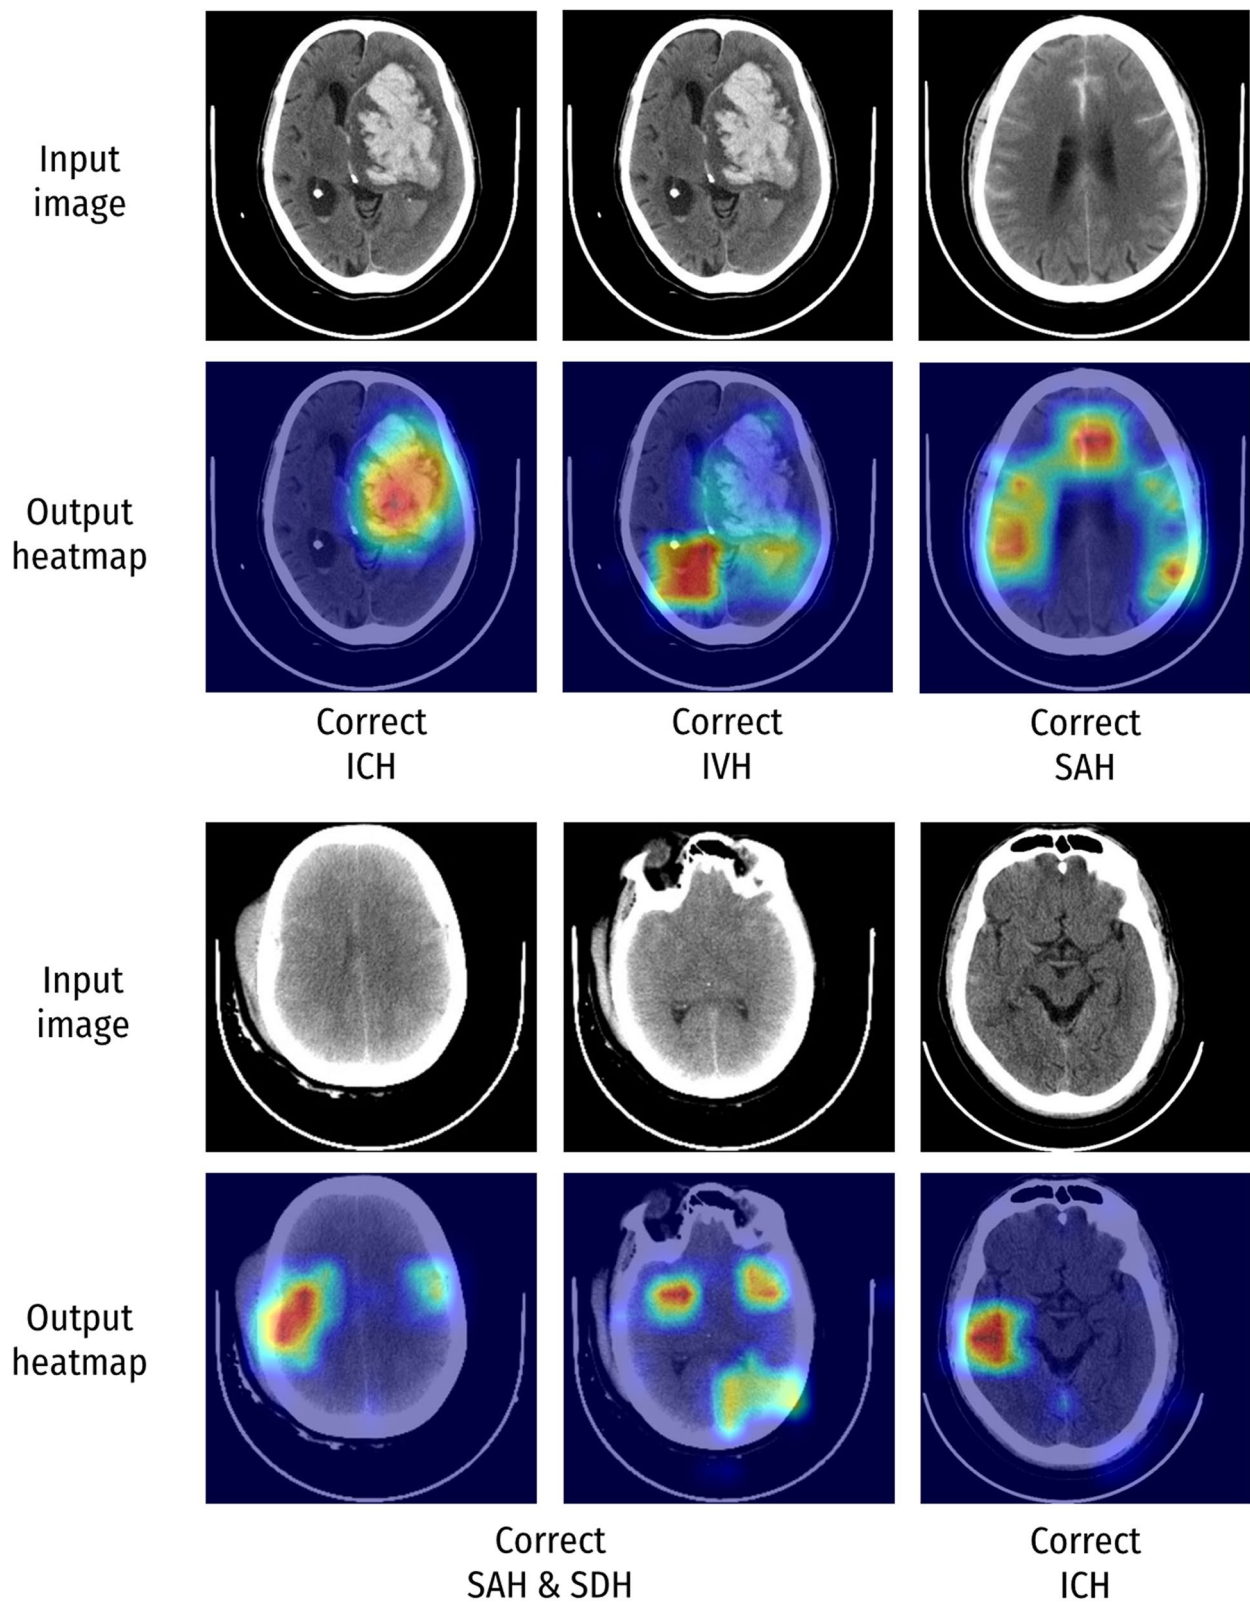 Input
image
Output
heatmap
Correct
ICH
Correct
IVH
Correct
SAH
Input
image
Output
heatmap
Correct
SAH & SDH
Correct
ICH